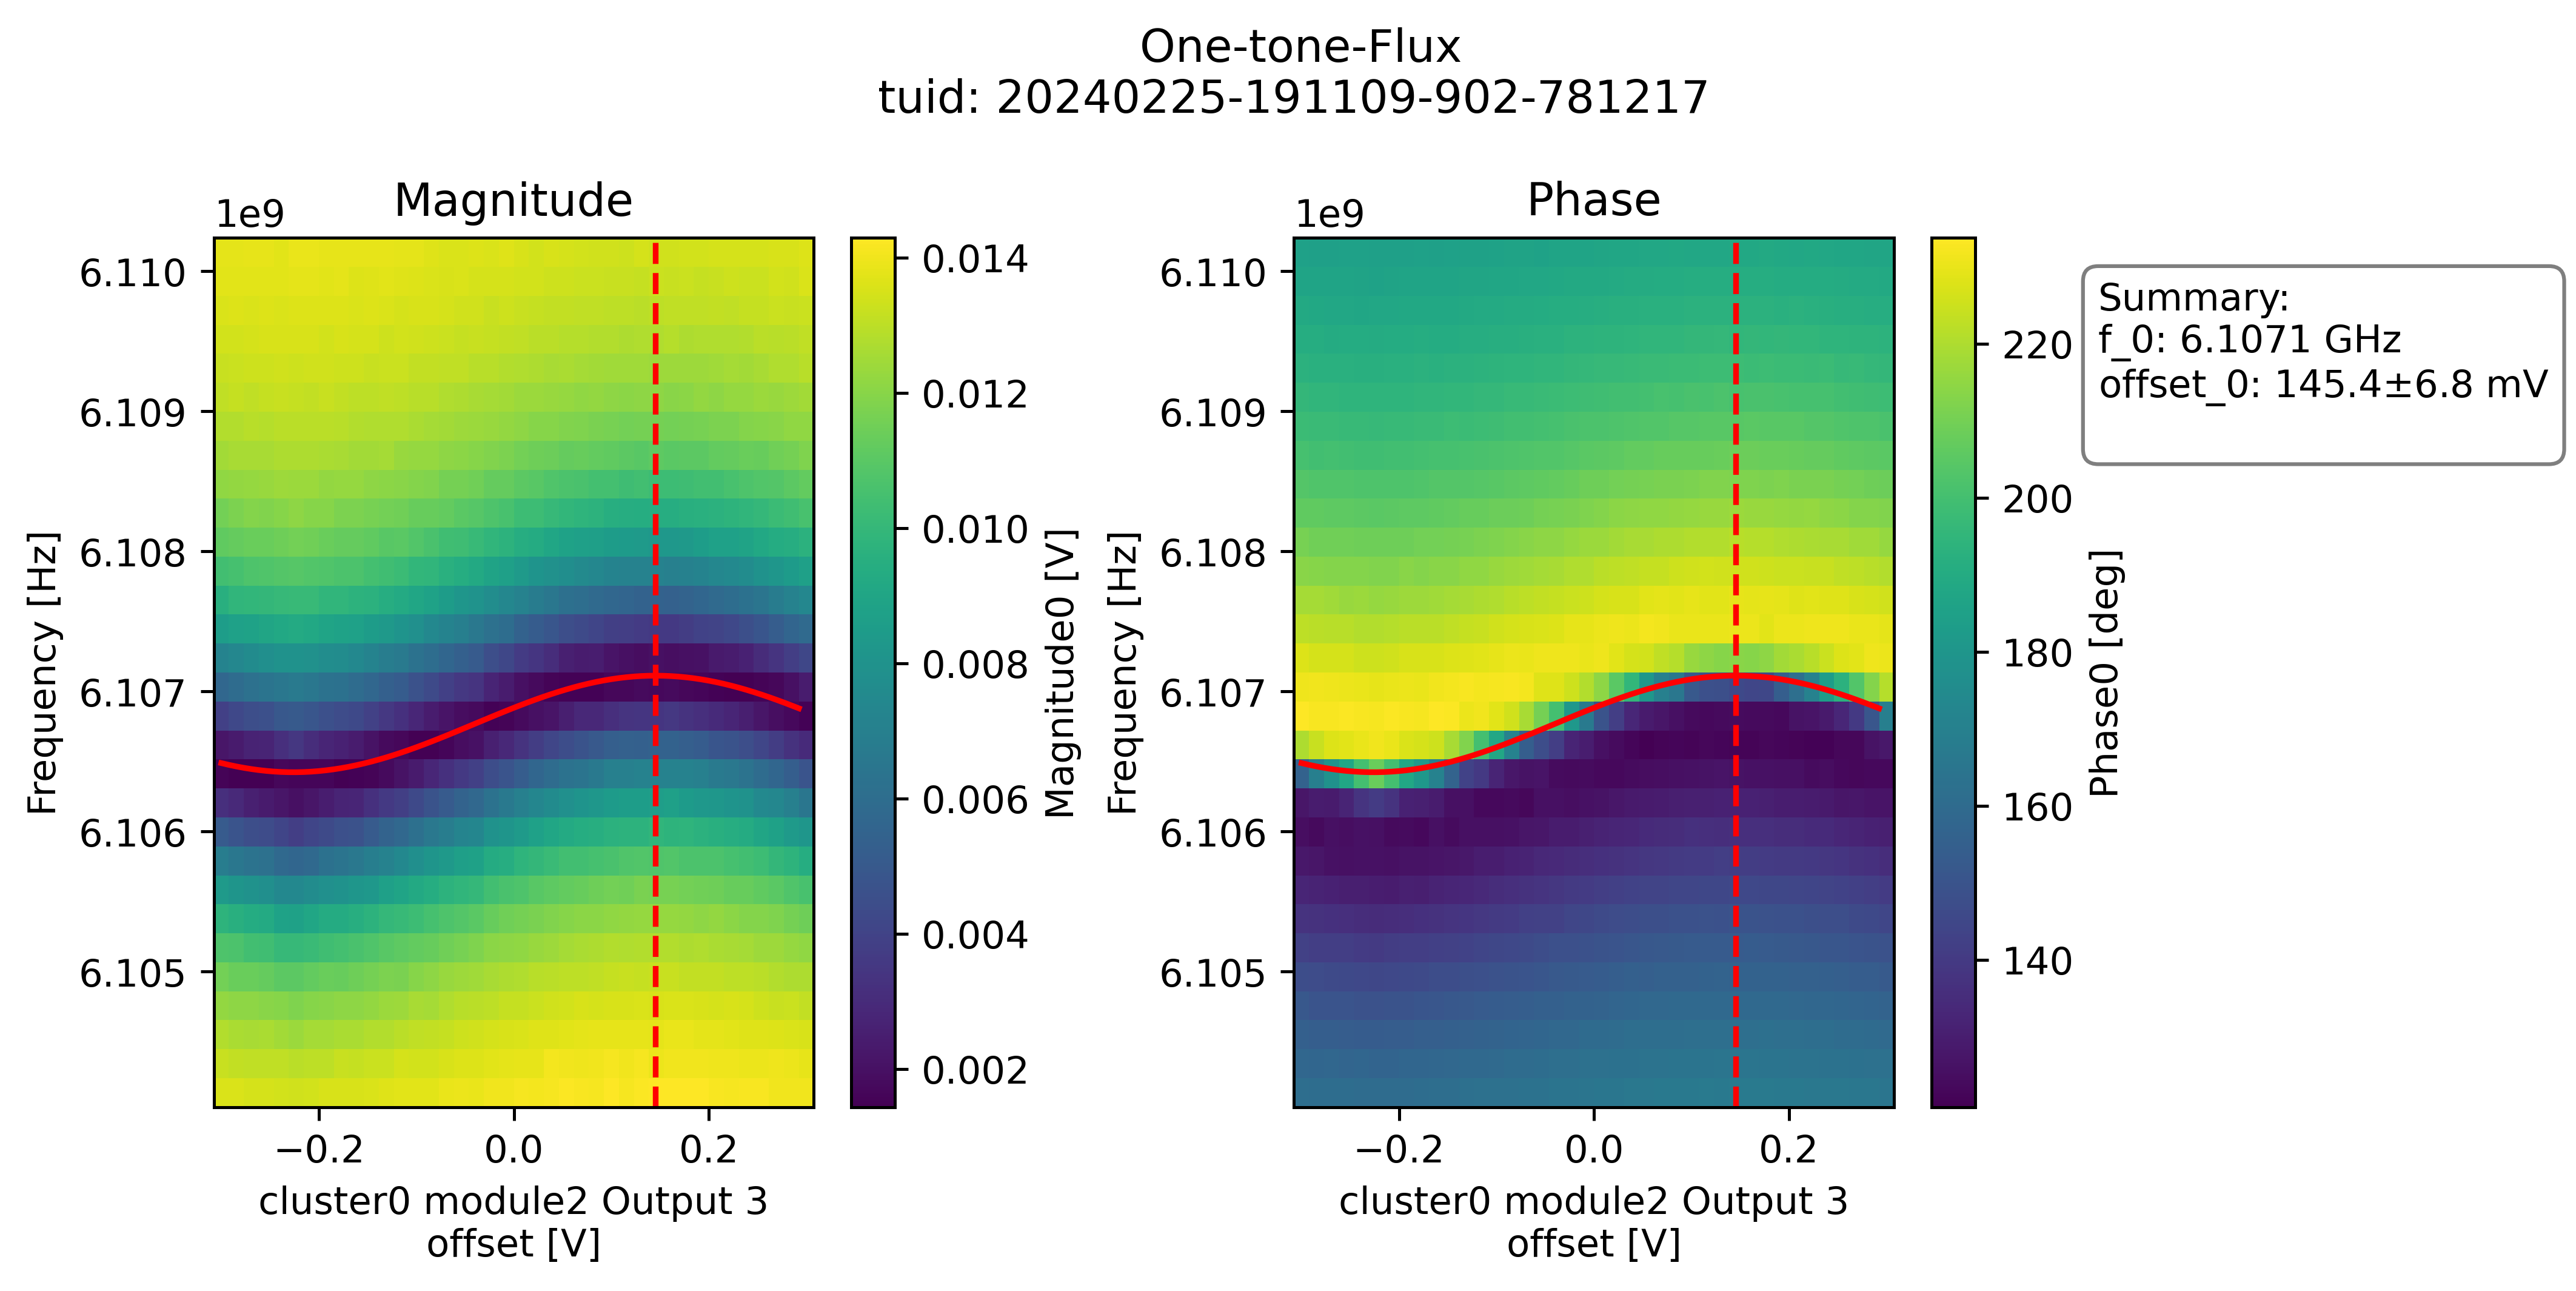 One-tone-Flux
tuid: 20240225-191109-902-781217
Magnitude
1e9
6.110
6.109
6.108
6.107
6.106
6.105
Frequency [Hz]
−0.2
0.0
0.2
cluster0 module2 Output 3
offset [V]
0.014
0.012
0.010
0.008
0.006
0.004
0.002
Magnitude0 [V]
Phase
1e9
6.110
6.109
6.108
6.107
6.106
6.105
Frequency [Hz]
−0.2
0.0
0.2
cluster0 module2 Output 3
offset [V]
220
200
180
160
140
Phase0 [deg]
Summary:
f_0: 6.1071 GHz
offset_0: 145.4±6.8 mV